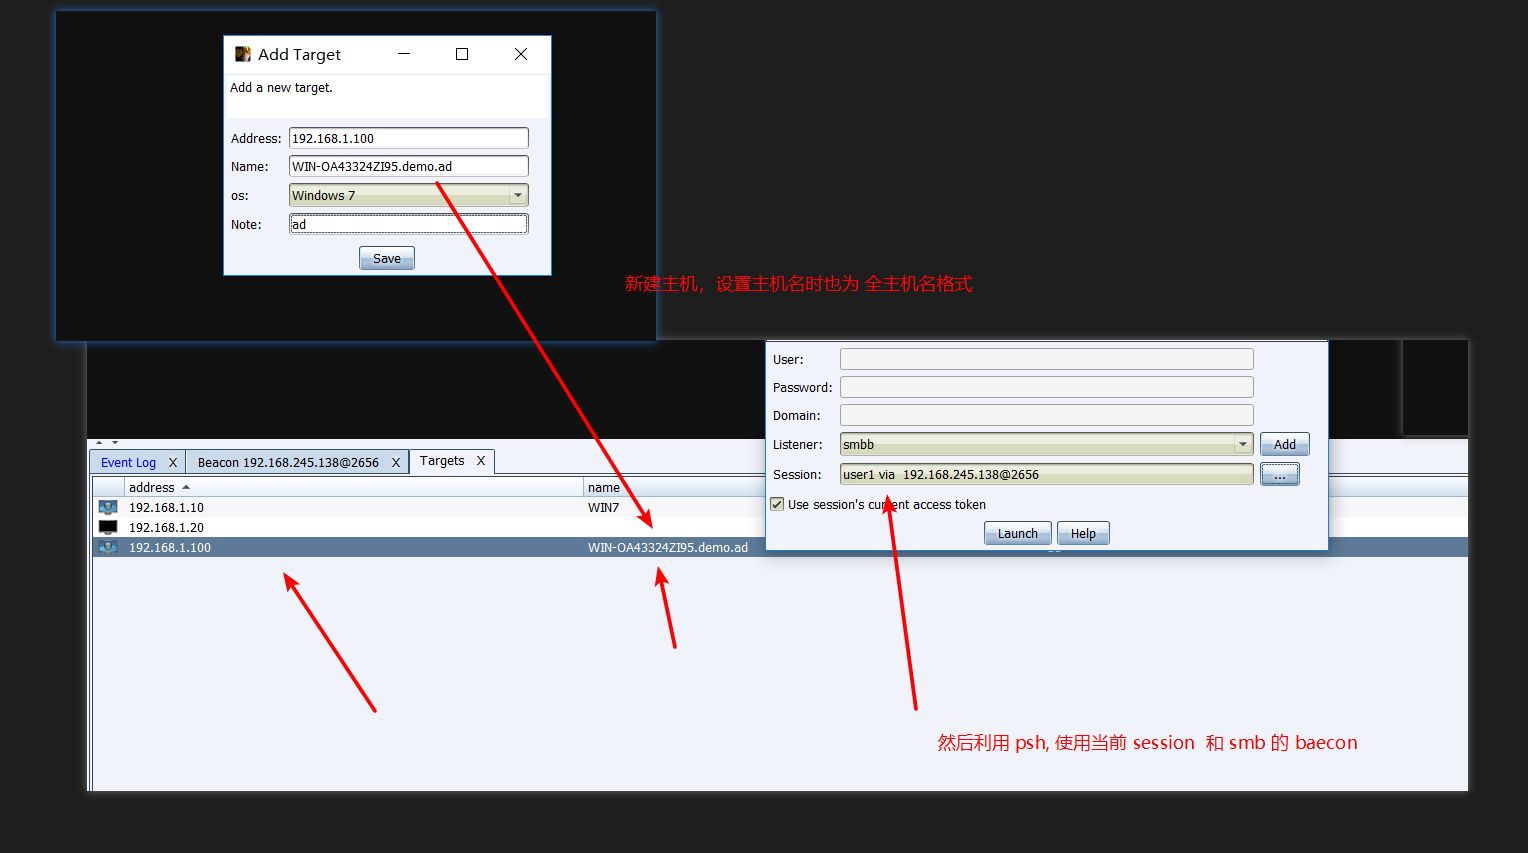 Add Target
Add a new target.
Address: 192.168.1.100
Name: WIN-OA43324ZI95.demo.ad
os: Windows 7
Note: ad
Save
新建主机，设置主机名时也为 全主机名格式
User:
Password:
Domain:
Listener: smbb Add
Session: user1 via 192.168.245.138@2656 ...
Use session's current access token
Launch Help
Event Log X Beacon 192.168.245.138@2656 X Targets X
address name
192.168.1.10 WIN7
192.168.1.20
192.168.1.100 WIN-OA43324ZI95.demo.ad
然后利用 psh, 使用当前 session 和 smb 的 baecon